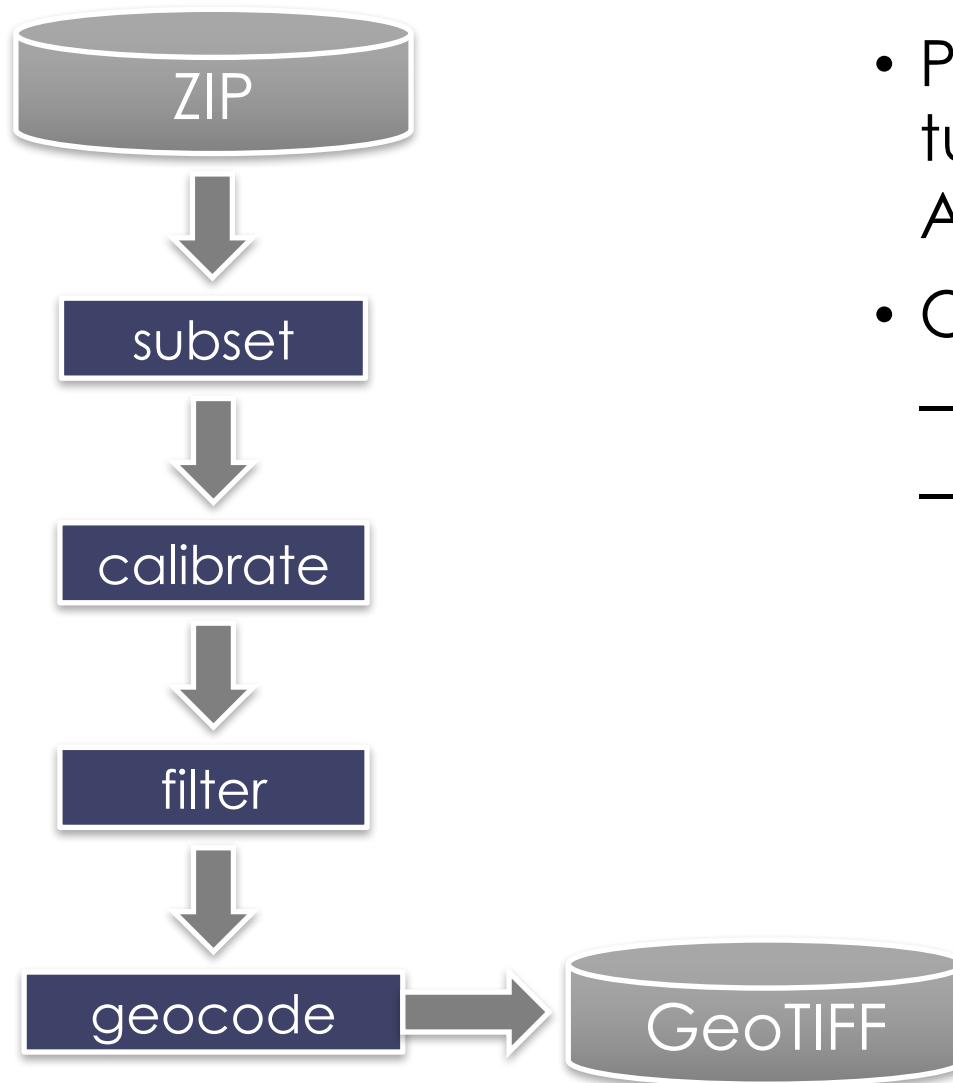 ZIP
subset
calibrate
filter
geocode
GeoTIFF
•
•
–
–